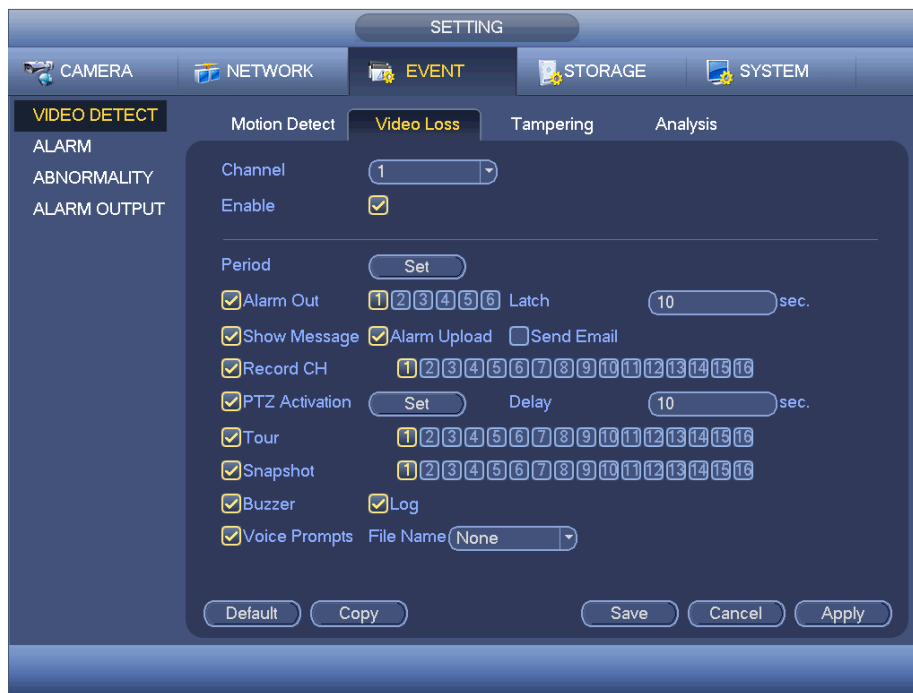 SETTING
CAMERA NETWORK EVENT STORAGE SYSTEM
VIDEO DETECT
ALARM
ABNORMALITY
ALARM OUTPUT
Motion Detect Video Loss Tampering Analysis
Channel 1
Enable
Period Set
Alarm Out 1 2 3 4 5 6 Latch 10 sec.
Show Message Alarm Upload Send Email
Record CH 1 2 3 4 5 6 7 8 9 10 11 12 13 14 15 16
PTZ Activation Set Delay 10 sec.
Tour 1 2 3 4 5 6 7 8 9 10 11 12 13 14 15 16
Snapshot 1 2 3 4 5 6 7 8 9 10 11 12 13 14 15 16
Buzzer Log
Voice Prompts File Name None
Default Copy Save Cancel Apply